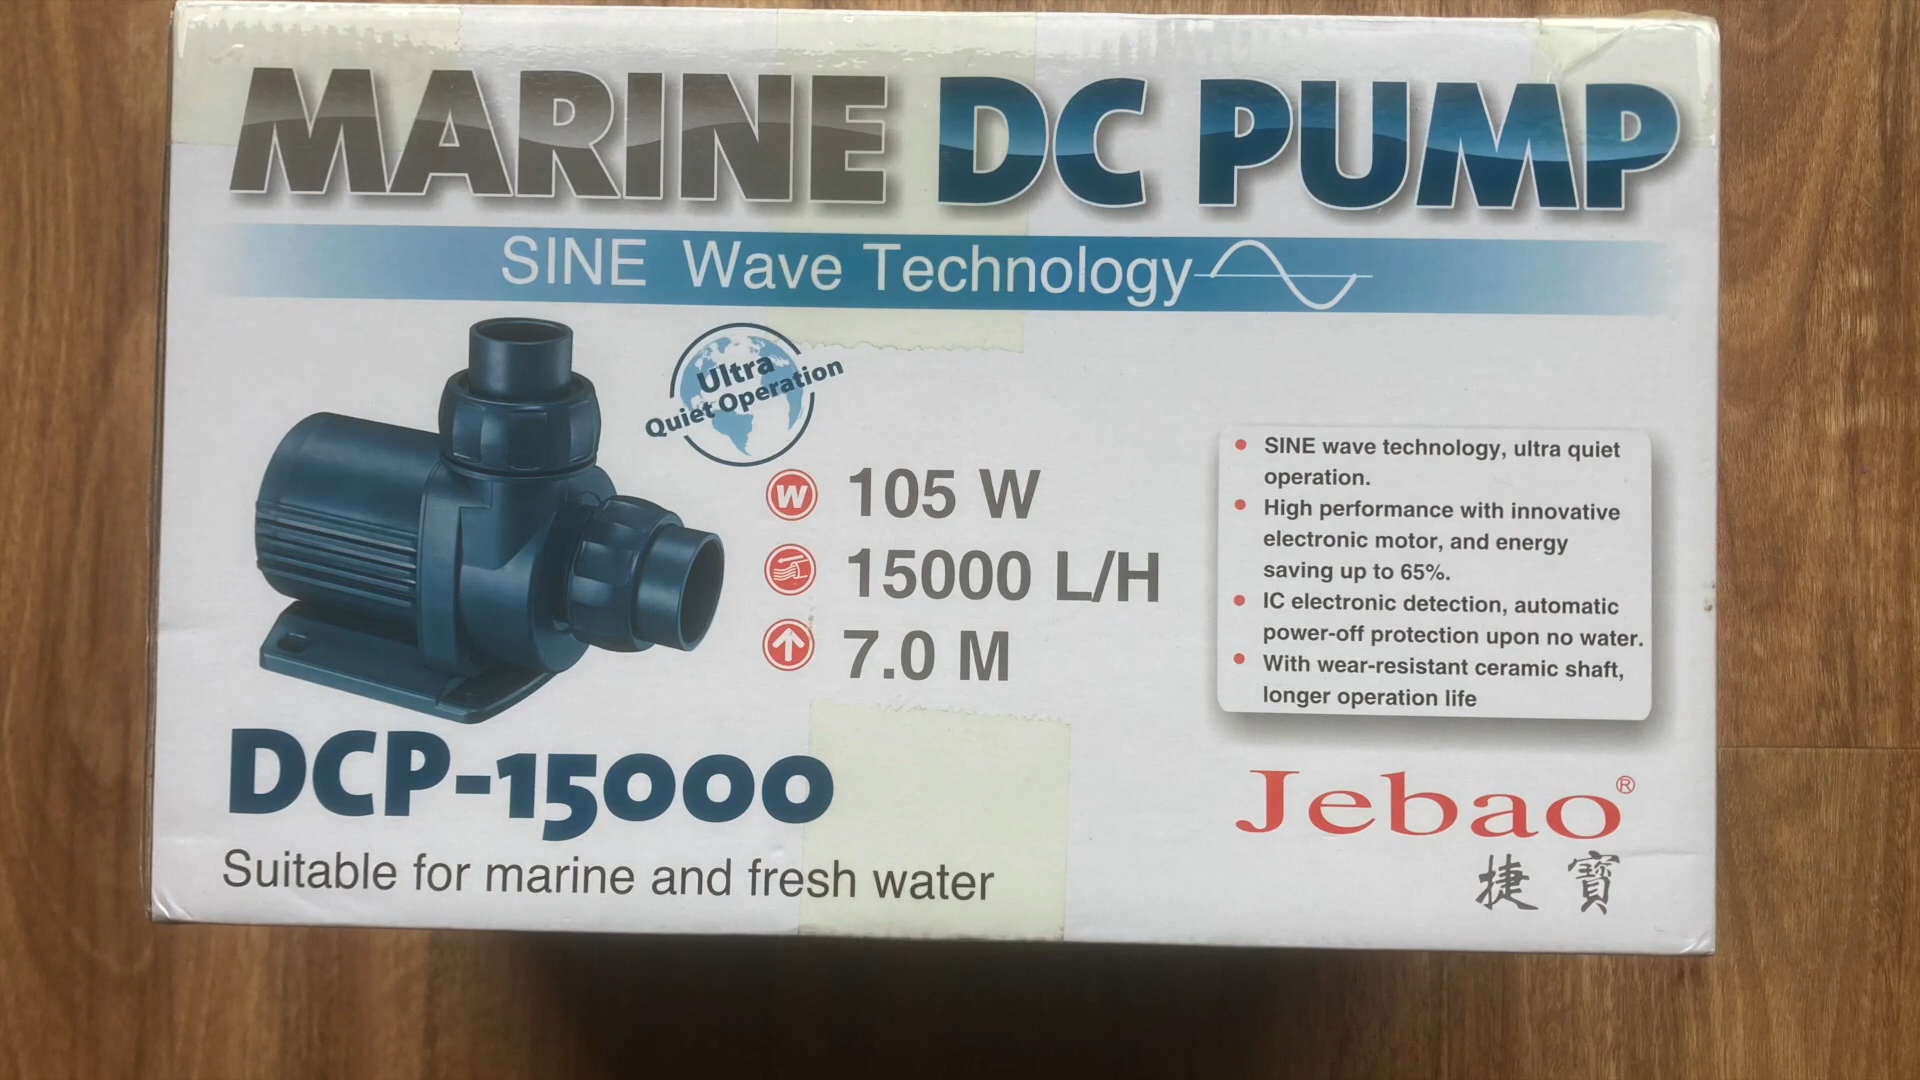 MARINE DC PUMP
SINE Wave Technology
Ultra
Quiet Operation
W 105 W
15000 L/H
7.0 M
• SINE wave technology, ultra quiet
operation.
• High performance with innovative
electronic motor, and energy
saving up to 65%.
• IC electronic detection, automatic
power-off protection upon no water.
• With wear-resistant ceramic shaft,
longer operation life
DCP-15000
Suitable for marine and fresh water
Jebao®
捷寶